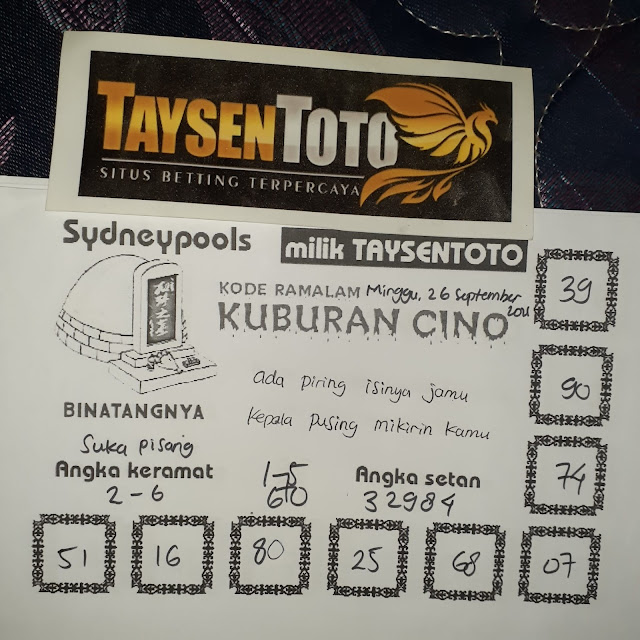 TAYSENTOTO
SITUS BETTING TERPERCAYA
Sydneypools
milik TAYSENTOTO
KODE RAMALAM Minggu, 26 September
2021
KUBURAN CINO
39
ada piring isinya jamu
kepala pusing mikirin kamu
90
BINATANGNYA
Suka pisang
Angka keramat
2-6
1-5
Angka setan
32984
74
51
16
80
25
68
07